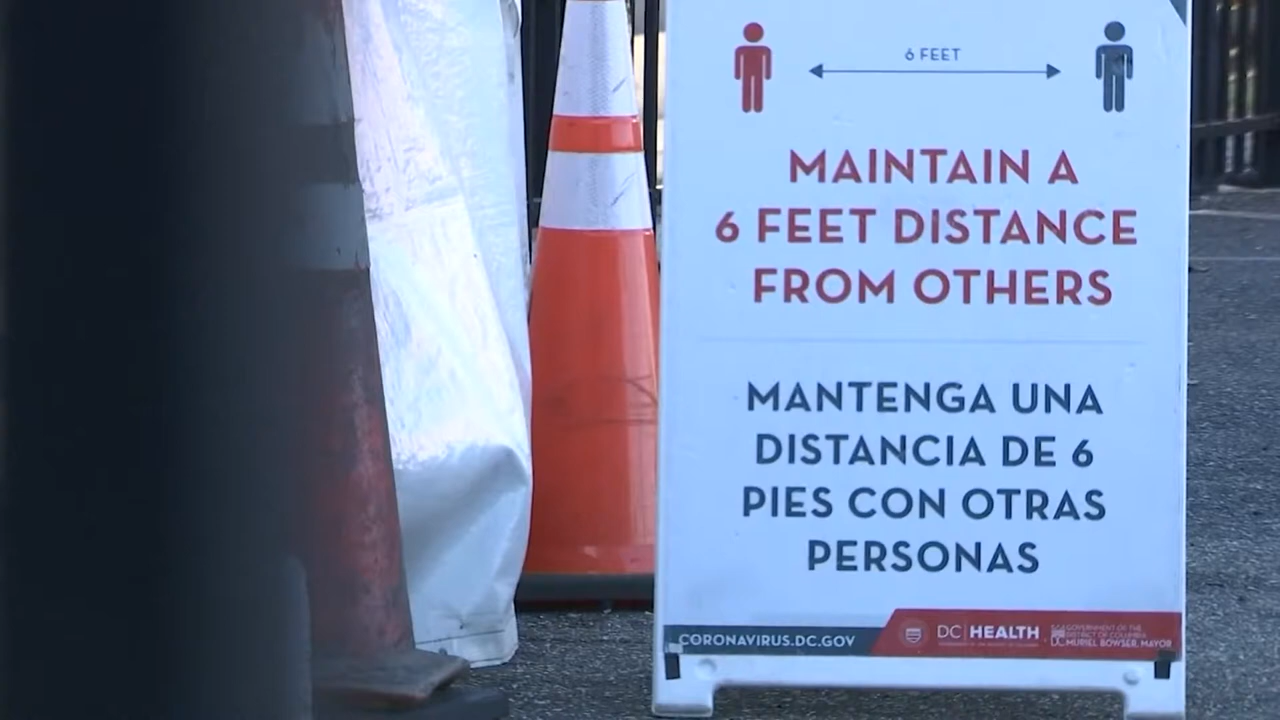 6 FEET
MAINTAIN A
6 FEET DISTANCE
FROM OTHERS
MANTENGA UNA
DISTANCIA DE 6
PIES CON OTRAS
PERSONAS
CORONAVIRUS.DC.GOV
DC HEALTH
GOVERNMENT OF THE
DISTRICT OF COLUMBIA
DC MURIEL BOWSER, MAYOR